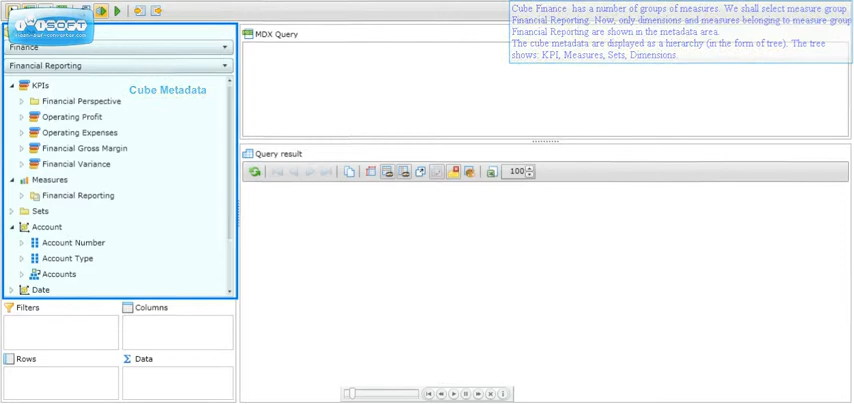 Cube Finance has a number of groups of measures. We shall select measure group
Financial Reporting. Now, only dimensions and measures belonging to measure group
Financial Reporting are shown in the metadata area.
The cube metadata are displayed as a hierarchy (in the form of tree). The tree
shows: KPI, Measures, Sets, Dimensions.
SOFT
Finance
Financial Reporting
Cube Metadata
KPIs
Financial Perspective
Operating Profit
Operating Expenses
Financial Gross Margin
Financial Variance
Measures
Financial Reporting
Sets
Account
Account Number
Account Type
Accounts
Date
Filters
Columns
Rows
Σ Data
MDX Query
Query result
100